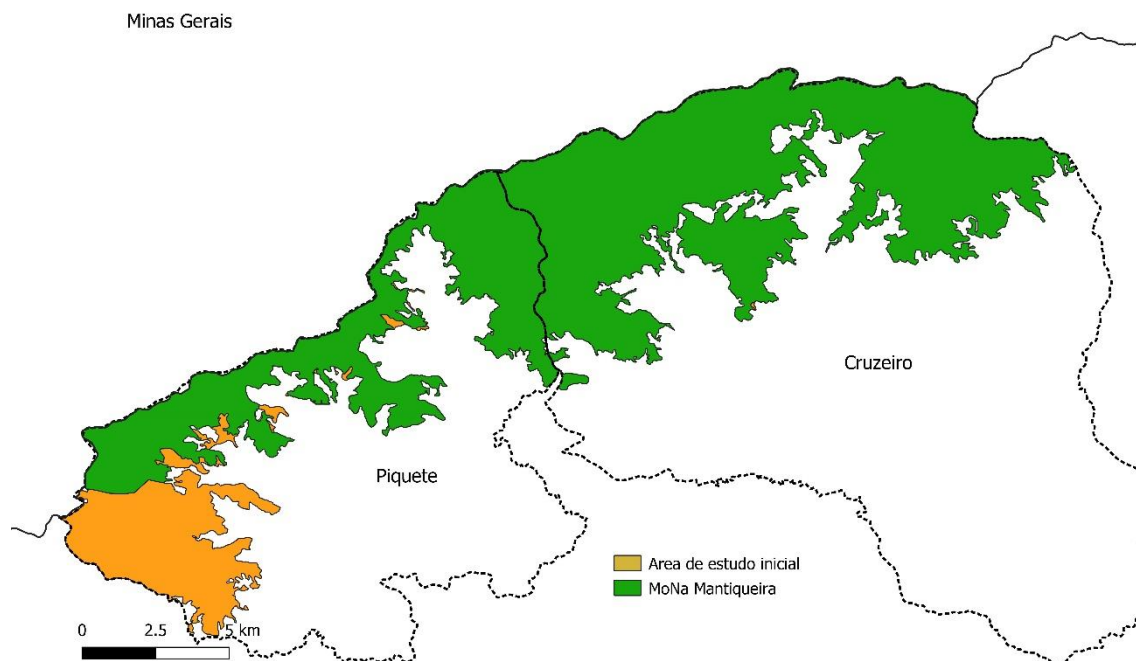 Minas Gerais
Cruzeiro
Piquete
Area de estudo inicial
MoNa Mantiqueira
0 2.5 5 km